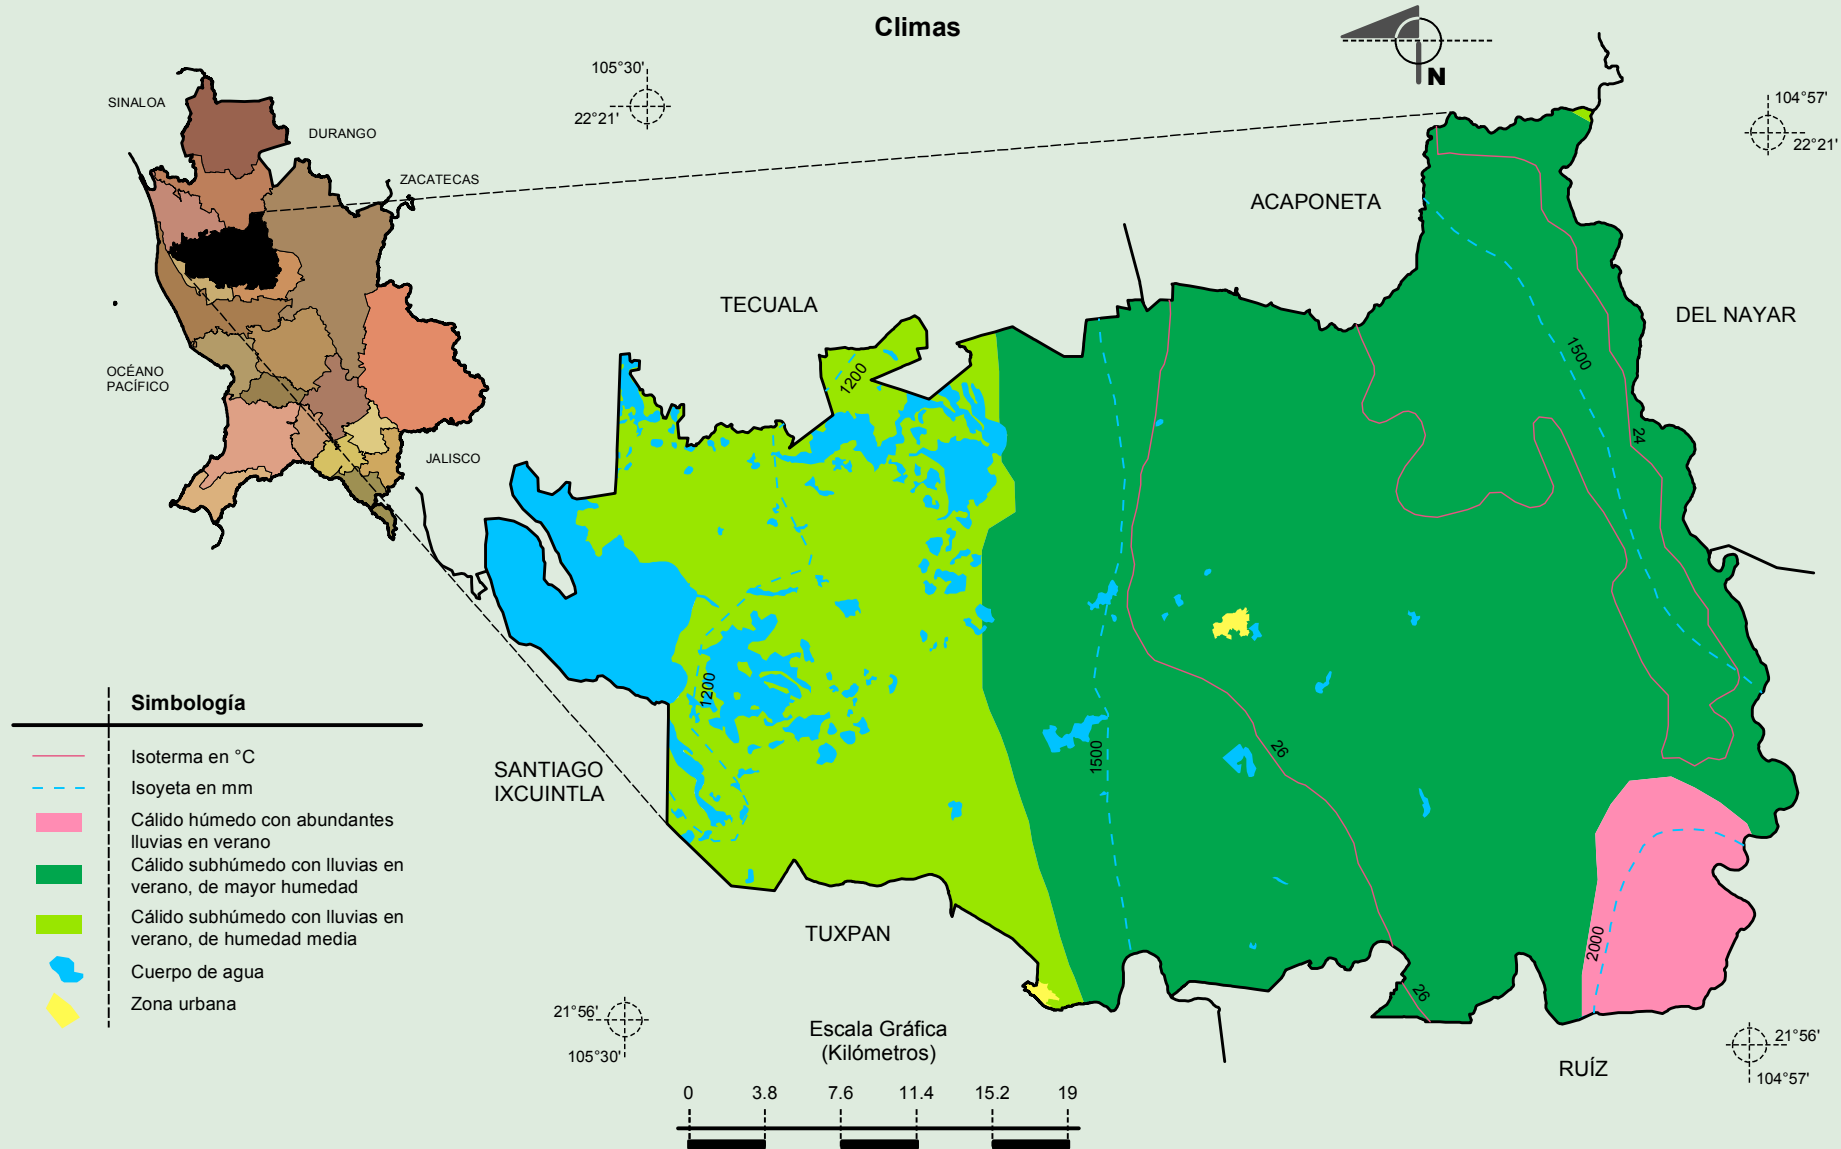 Climas
N
105°30'
22°21'
104°57'
22°21'
SINALOA
DURANGO
ZACATECAS
OCÉANO
PACÍFICO
JALISCO
ACAPONETA
TECUALA
DEL NAYAR
1200
1500
24
1200
1500
26
2000
26
SANTIAGO
IXCUINTLA
TUXPAN
RUÍZ
Simbología
Isoterma en °C
Isoyeta en mm
Cálido húmedo con abundantes
lluvias en verano
Cálido subhúmedo con lluvias en
verano, de mayor humedad
Cálido subhúmedo con lluvias en
verano, de humedad media
Cuerpo de agua
Zona urbana
21°56'
105°30'
21°56'
104°57'
Escala Gráfica
(Kilómetros)
0 3.8 7.6 11.4 15.2 19